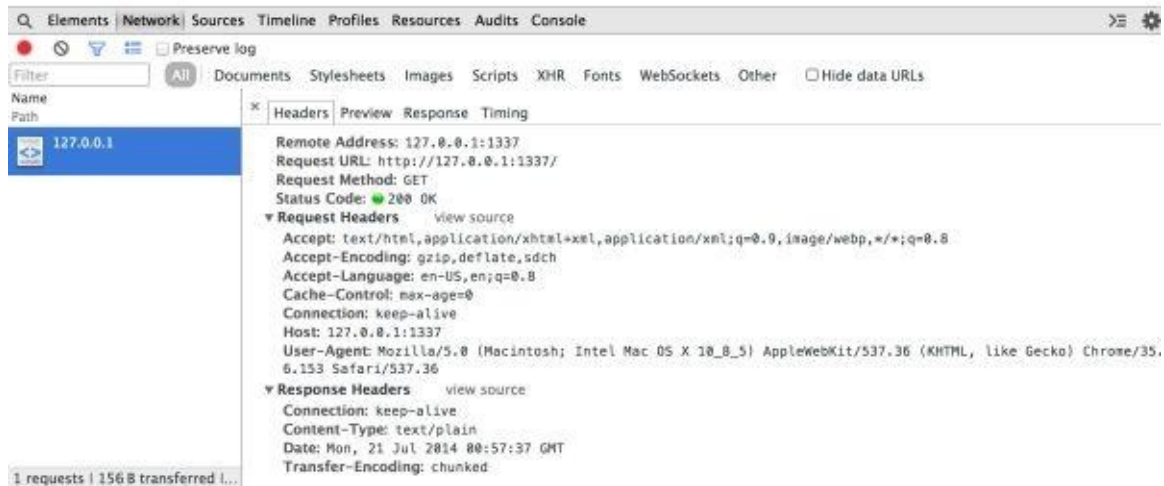 Elements Network Sources Timeline Profiles Resources Audits Console
Preserve log
Filter All Documents Stylesheets Images Scripts XHR Fonts WebSockets Other Hide data URLs
Name
Path
× Headers Preview Response Timing
127.0.0.1
Remote Address: 127.0.0.1:1337
Request URL: http://127.0.0.1:1337/
Request Method: GET
Status Code: 200 OK
▼ Request Headers view source
Accept: text/html,application/xhtml+xml,application/xml;q=0.9,image/webp,*/*;q=0.8
Accept-Encoding: gzip,deflate,sdch
Accept-Language: en-US,en;q=0.8
Cache-Control: max-age=0
Connection: keep-alive
Host: 127.0.0.1:1337
User-Agent: Mozilla/5.0 (Macintosh; Intel Mac OS X 10_8_5) AppleWebKit/537.36 (KHTML, like Gecko) Chrome/35.
6.153 Safari/537.36
▼ Response Headers view source
Connection: keep-alive
Content-Type: text/plain
Date: Mon, 21 Jul 2014 00:57:37 GMT
Transfer-Encoding: chunked
1 requests | 156 B transferred |...